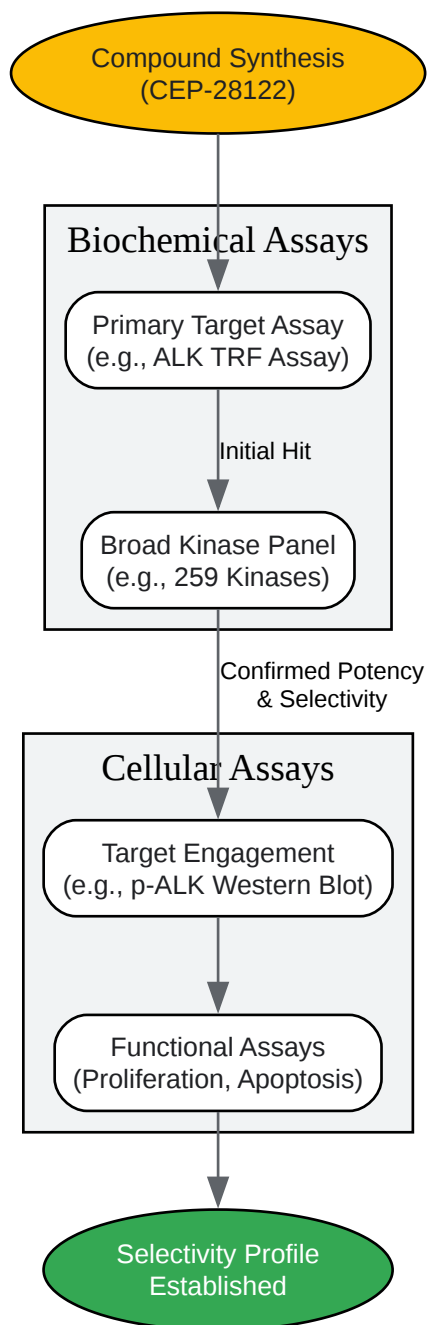 Compound Synthesis
(CEP-28122)
Biochemical Assays
Primary Target Assay
(e.g., ALK TRF Assay)
Initial Hit
Broad Kinase Panel
(e.g., 259 Kinases)
Confirmed Potency
& Selectivity
Cellular Assays
Target Engagement
(e.g., p-ALK Western Blot)
Functional Assays
(Proliferation, Apoptosis)
Selectivity Profile
Established